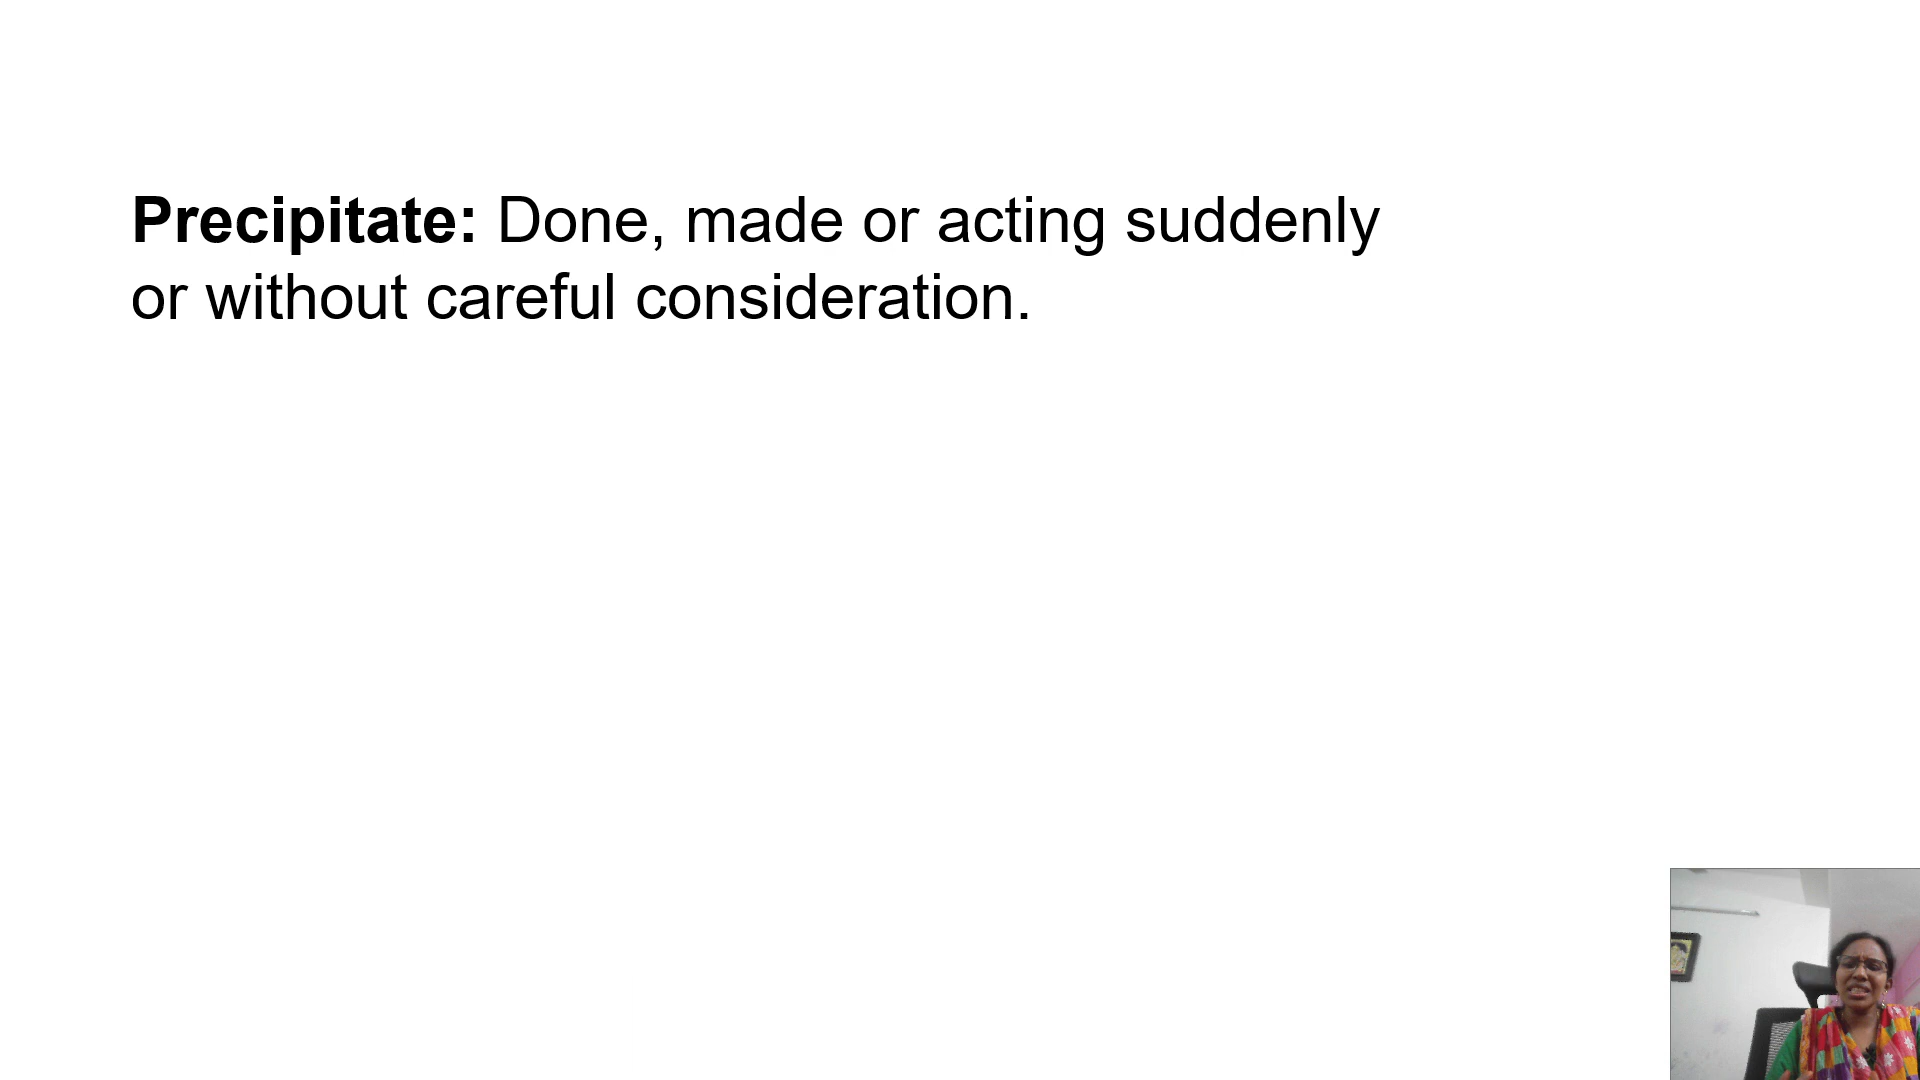 Precipitate: Done, made or acting suddenly
or without careful consideration.